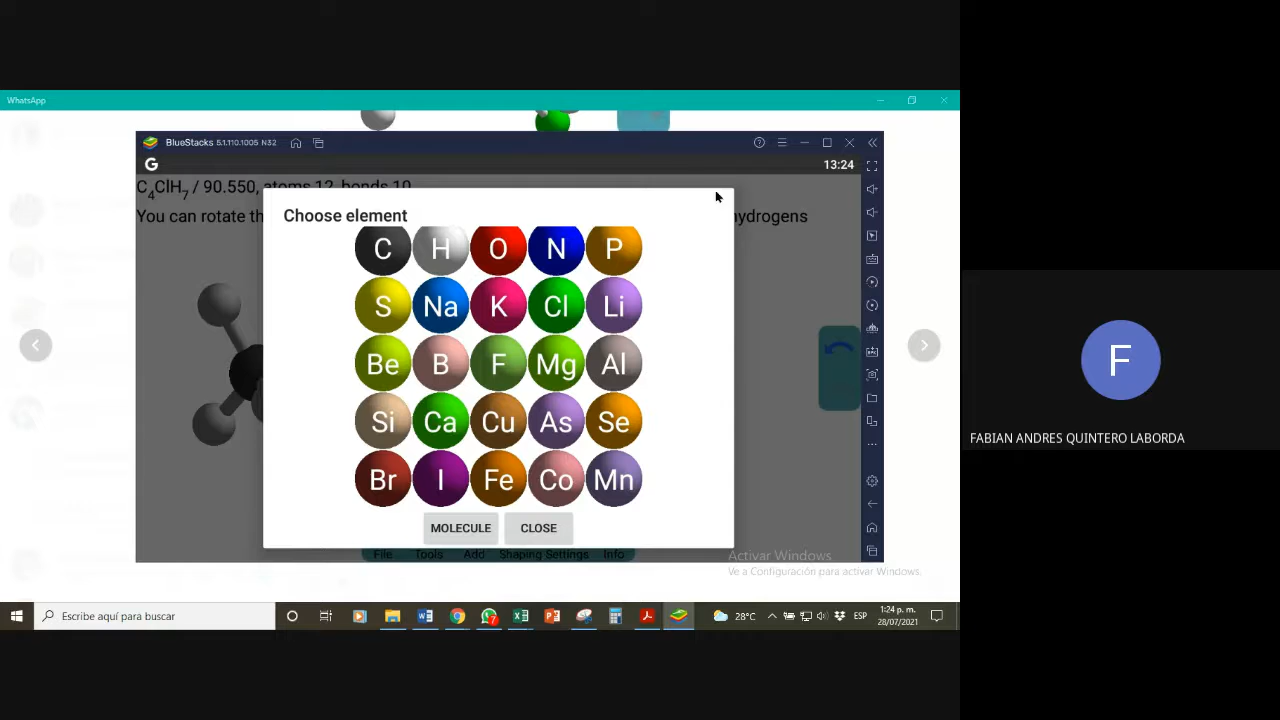 WhatsApp
BlueStacks 5.1.110.1005 N32
G
13:24
C4ClH7 / 90.550, atoms 12, bonds 10
You can rotate th
hydrogens
Choose element
C H O N P
S Na K Cl Li
Be B F Mg Al
Si Ca Cu As Se
Br I Fe Co Mn
MOLECULE CLOSE
File Tools Add Shaping Settings Info
Activar Windows
Ve a Configuración para activar Windows.
F
FABIAN ANDRES QUINTERO LABORDA
Escribe aquí para buscar
7
28°C
ESP
1:24 p. m.
28/07/2021